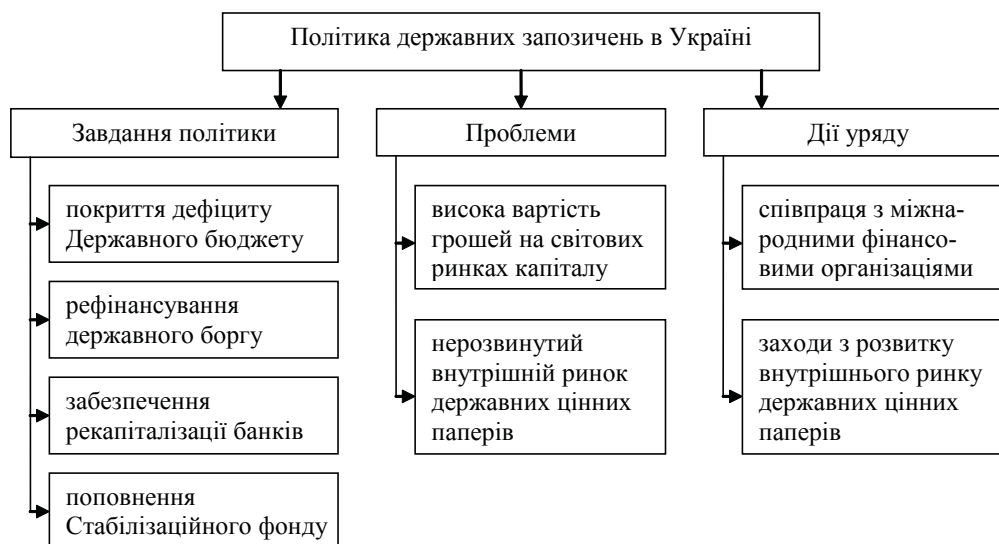 Політика державних запозичень в Україні
Завдання політики
покриття дефіциту
Державного бюджету
рефінансування
державного боргу
забезпечення
рекапіталізації банків
поповнення
Стабілізаційного фонду
Проблеми
висока вартість
грошей на світових
ринках капіталу
нерозвинутий
внутрішній ринок
державних цінних
паперів
Дії уряду
співпраця з міжна-
родними фінансо-
вими організаціями
заходи з розвитку
внутрішнього ринку
державних цінних
паперів